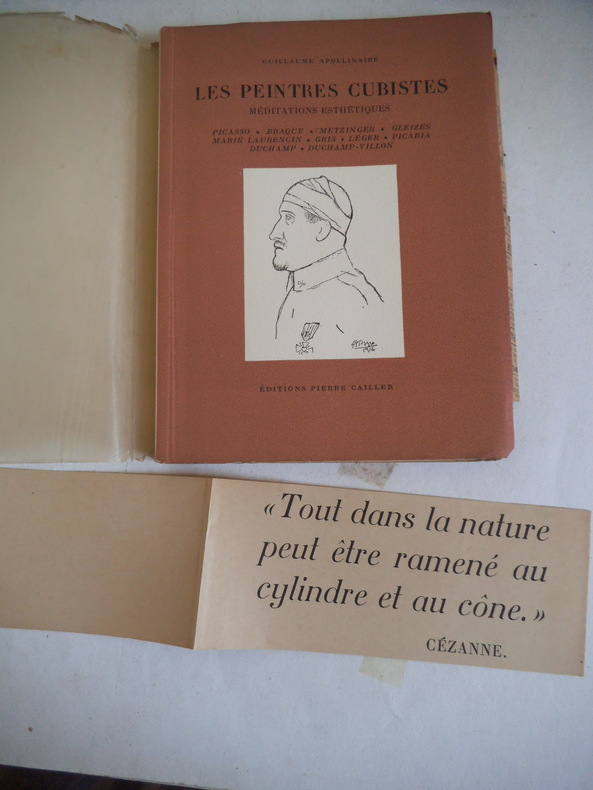 GUILLAUME APOLLINAIRE
LES PEINTRES CUBISTES
MÉDITATIONS ESTHÉTIQUES
PICASSO • BRAQUE • METZINGER • GLEIZES
MARIE LAURENCIN • GRIS • LÉGER • PICABIA
DUCHAMP • DUCHAMP-VILLON
ÉDITIONS PIERRE CAILLER
«Tout dans la nature
peut être ramené au
cylindre et au cône.»
CÉZANNE.